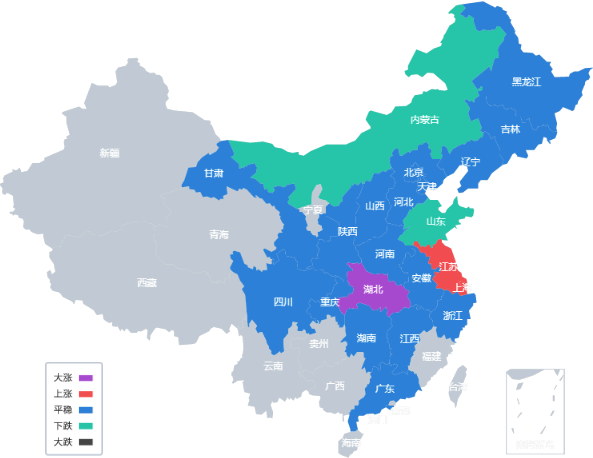 黑龙江
内蒙古
吉林
新疆
辽宁
北京
甘肃
天津
河北
宁夏
山西
山东
青海
陕西
河南
江苏
安徽
西藏
上海
湖北
四川
重庆
浙江
湖南
江西
贵州
福建
云南
广西
广东
台湾
海南
大涨
上涨
平稳
下跌
大跌